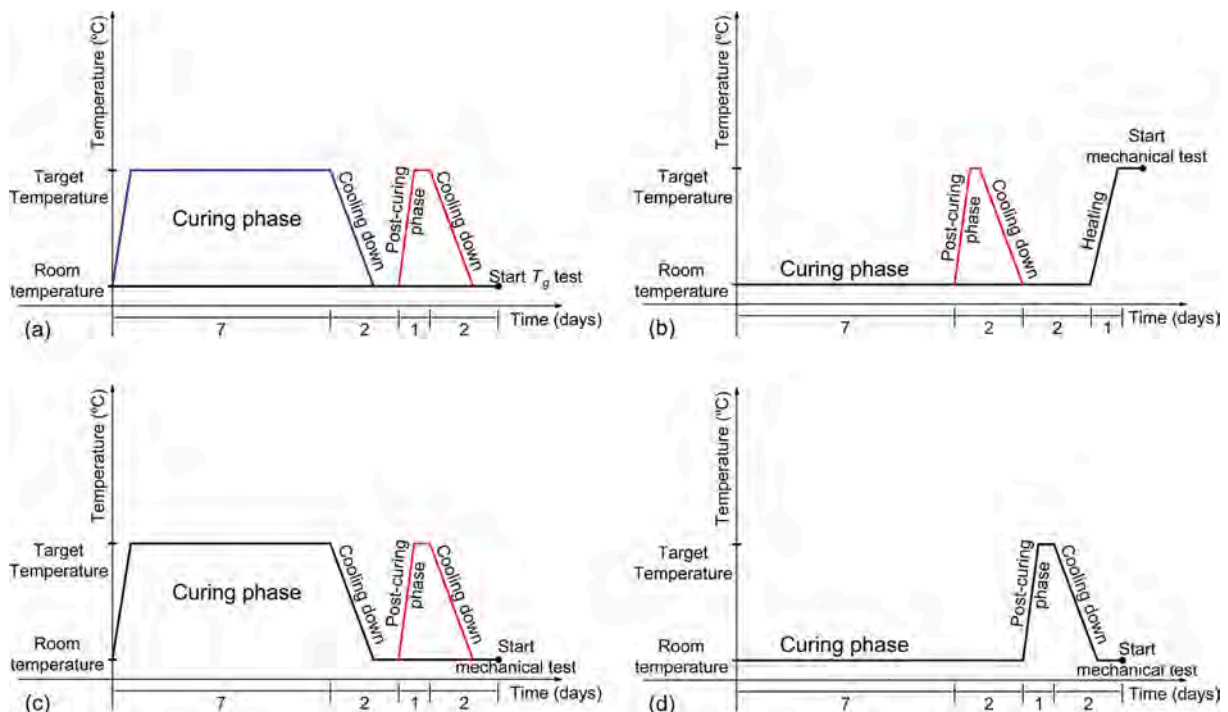 Temperature (ºC)
Target
Temperature
Room
temperature
Curing phase
Cooling down
Post-curing
phase
Cooling down
Start Tg test
Time (days)
7
2
1
2
(a)
Temperature (ºC)
Target
Temperature
Room
temperature
Curing phase
Post-curing
phase
Cooling down
Heating
Start
mechanical test
Time (days)
7
2
2
1
(b)
Temperature (ºC)
Target
Temperature
Room
temperature
Curing phase
Cooling down
Post-curing
phase
Cooling down
Start
mechanical test
Time (days)
7
2
1
2
(c)
Temperature (ºC)
Target
Temperature
Room
temperature
Curing phase
Post-curing
phase
Cooling down
Start
mechanical test
Time (days)
7
2
1
2
(d)